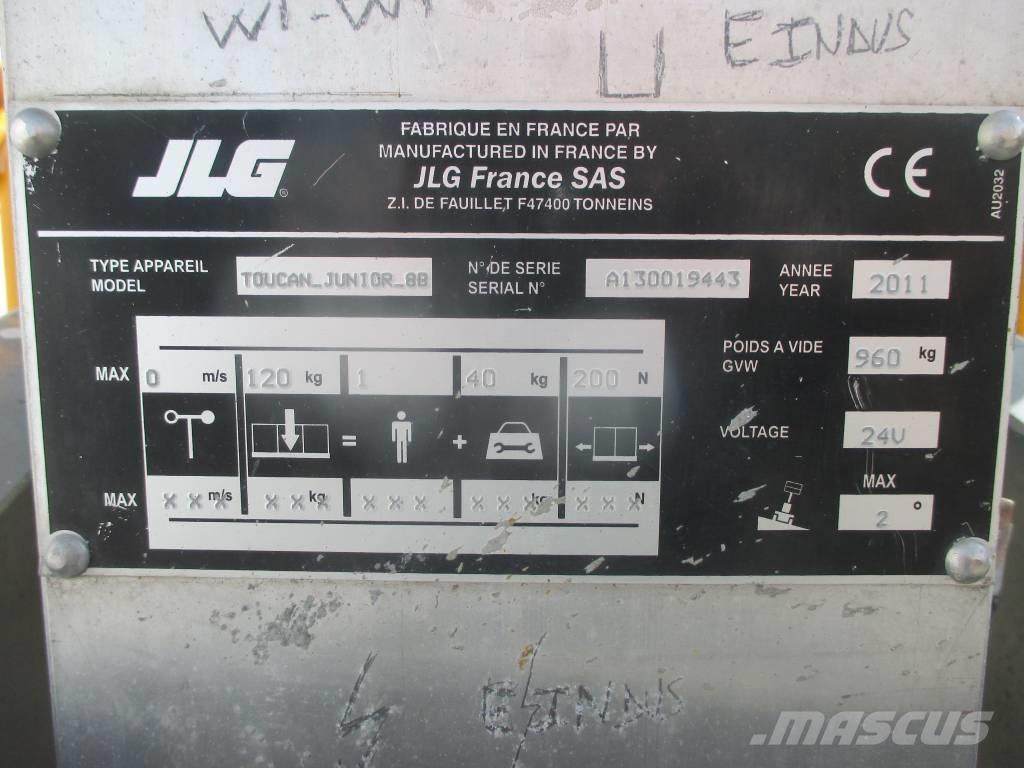 WI-WI
U
EINNUS
JLG
FABRIQUE EN FRANCE PAR
MANUFACTURED IN FRANCE BY
JLG France SAS
Z.I. DE FAUILLET F47400 TONNEINS
CE
AU2032
TYPE APPAREIL
MODEL
TOUCAN_JUNIOR_8B
N° DE SERIE
SERIAL N°
A130019443
ANNEE
YEAR
2011
MAX 0 m/s 120 kg 1 40 kg 200 N
= +
MAX X X X m/s X X X kg X X X X X X kg X X X N
POIDS A VIDE
GVW
960 kg
VOLTAGE
24V
MAX
2 °
EINNUS
MASCUS